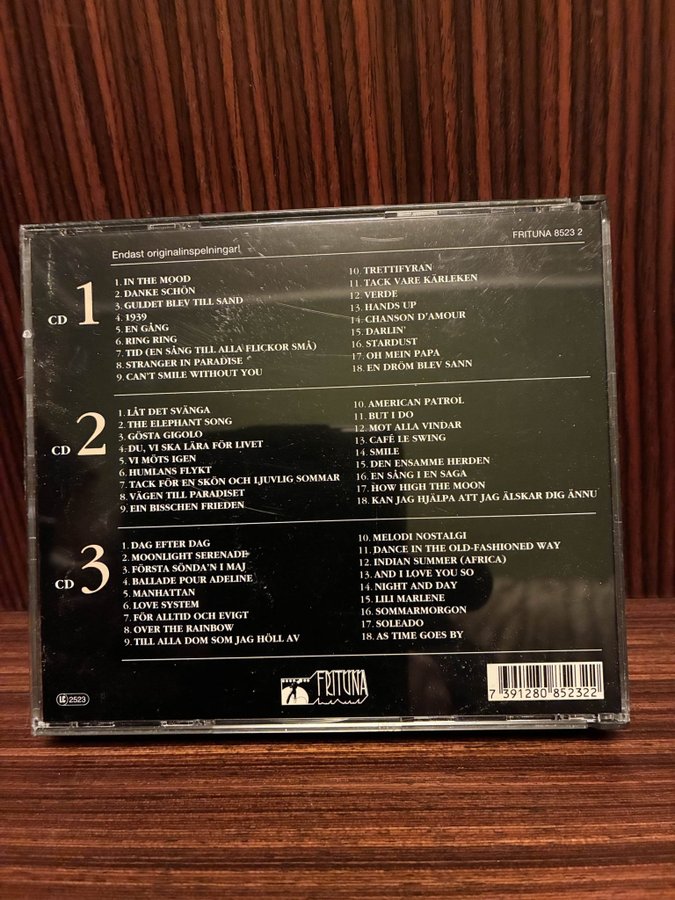 FRITUNA 8523 2
Endast originalinspelningar!
CD 1
1. IN THE MOOD
2. DANKE SCHÖN
3. GULDET BLEV TILL SAND
4. 1939
5. EN GÅNG
6. RING RING
7. TID (EN SÅNG TILL ALLA FLICKOR SMÅ)
8. STRANGER IN PARADISE
9. CAN'T SMILE WITHOUT YOU
10. TRETTIFYRAN
11. TACK VARE KÄRLEKEN
12. VERDE
13. HANDS UP
14. CHANSON D'AMOUR
15. DARLIN'
16. STARDUST
17. OH MEIN PAPA
18. EN DRÖM BLEV SANN
CD 2
1. LÅT DET SVÄNGA
2. THE ELEPHANT SONG
3. GÖSTA GIGOLO
4. DU, VI SKA LÄRA FÖR LIVET
5. VI MÖTS IGEN
6. HUMLANS FLYKT
7. TACK FÖR EN SKÖN OCH LJUVLIG SOMMAR
8. VÄGEN TILL PARADISET
9. EIN BISSCHEN FRIEDEN
10. AMERICAN PATROL
11. BUT I DO
12. MOT ALLA VINDAR
13. CAFÉ LE SWING
14. SMILE
15. DEN ENSAMME HERDEN
16. EN SÅNG I EN SAGA
17. HOW HIGH THE MOON
18. KAN JAG HJÄLPA ATT JAG ÄLSKAR DIG ÄNNU
CD 3
1. DAG EFTER DAG
2. MOONLIGHT SERENADE
3. FÖRSTA SÖNDA'N I MAJ
4. BALLADE POUR ADELINE
5. MANHATTAN
6. LOVE SYSTEM
7. FÖR ALLTID OCH EVIGT
8. OVER THE RAINBOW
9. TILL ALLA DOM SOM JAG HÖLL AV
10. MELODI NOSTALGI
11. DANCE IN THE OLD-FASHIONED WAY
12. INDIAN SUMMER (AFRICA)
13. AND I LOVE YOU SO
14. NIGHT AND DAY
15. LILI MARLENE
16. SOMMARMORGON
17. SOLEADO
18. AS TIME GOES BY
LC 2523
FRITUNA
7 391280 852322